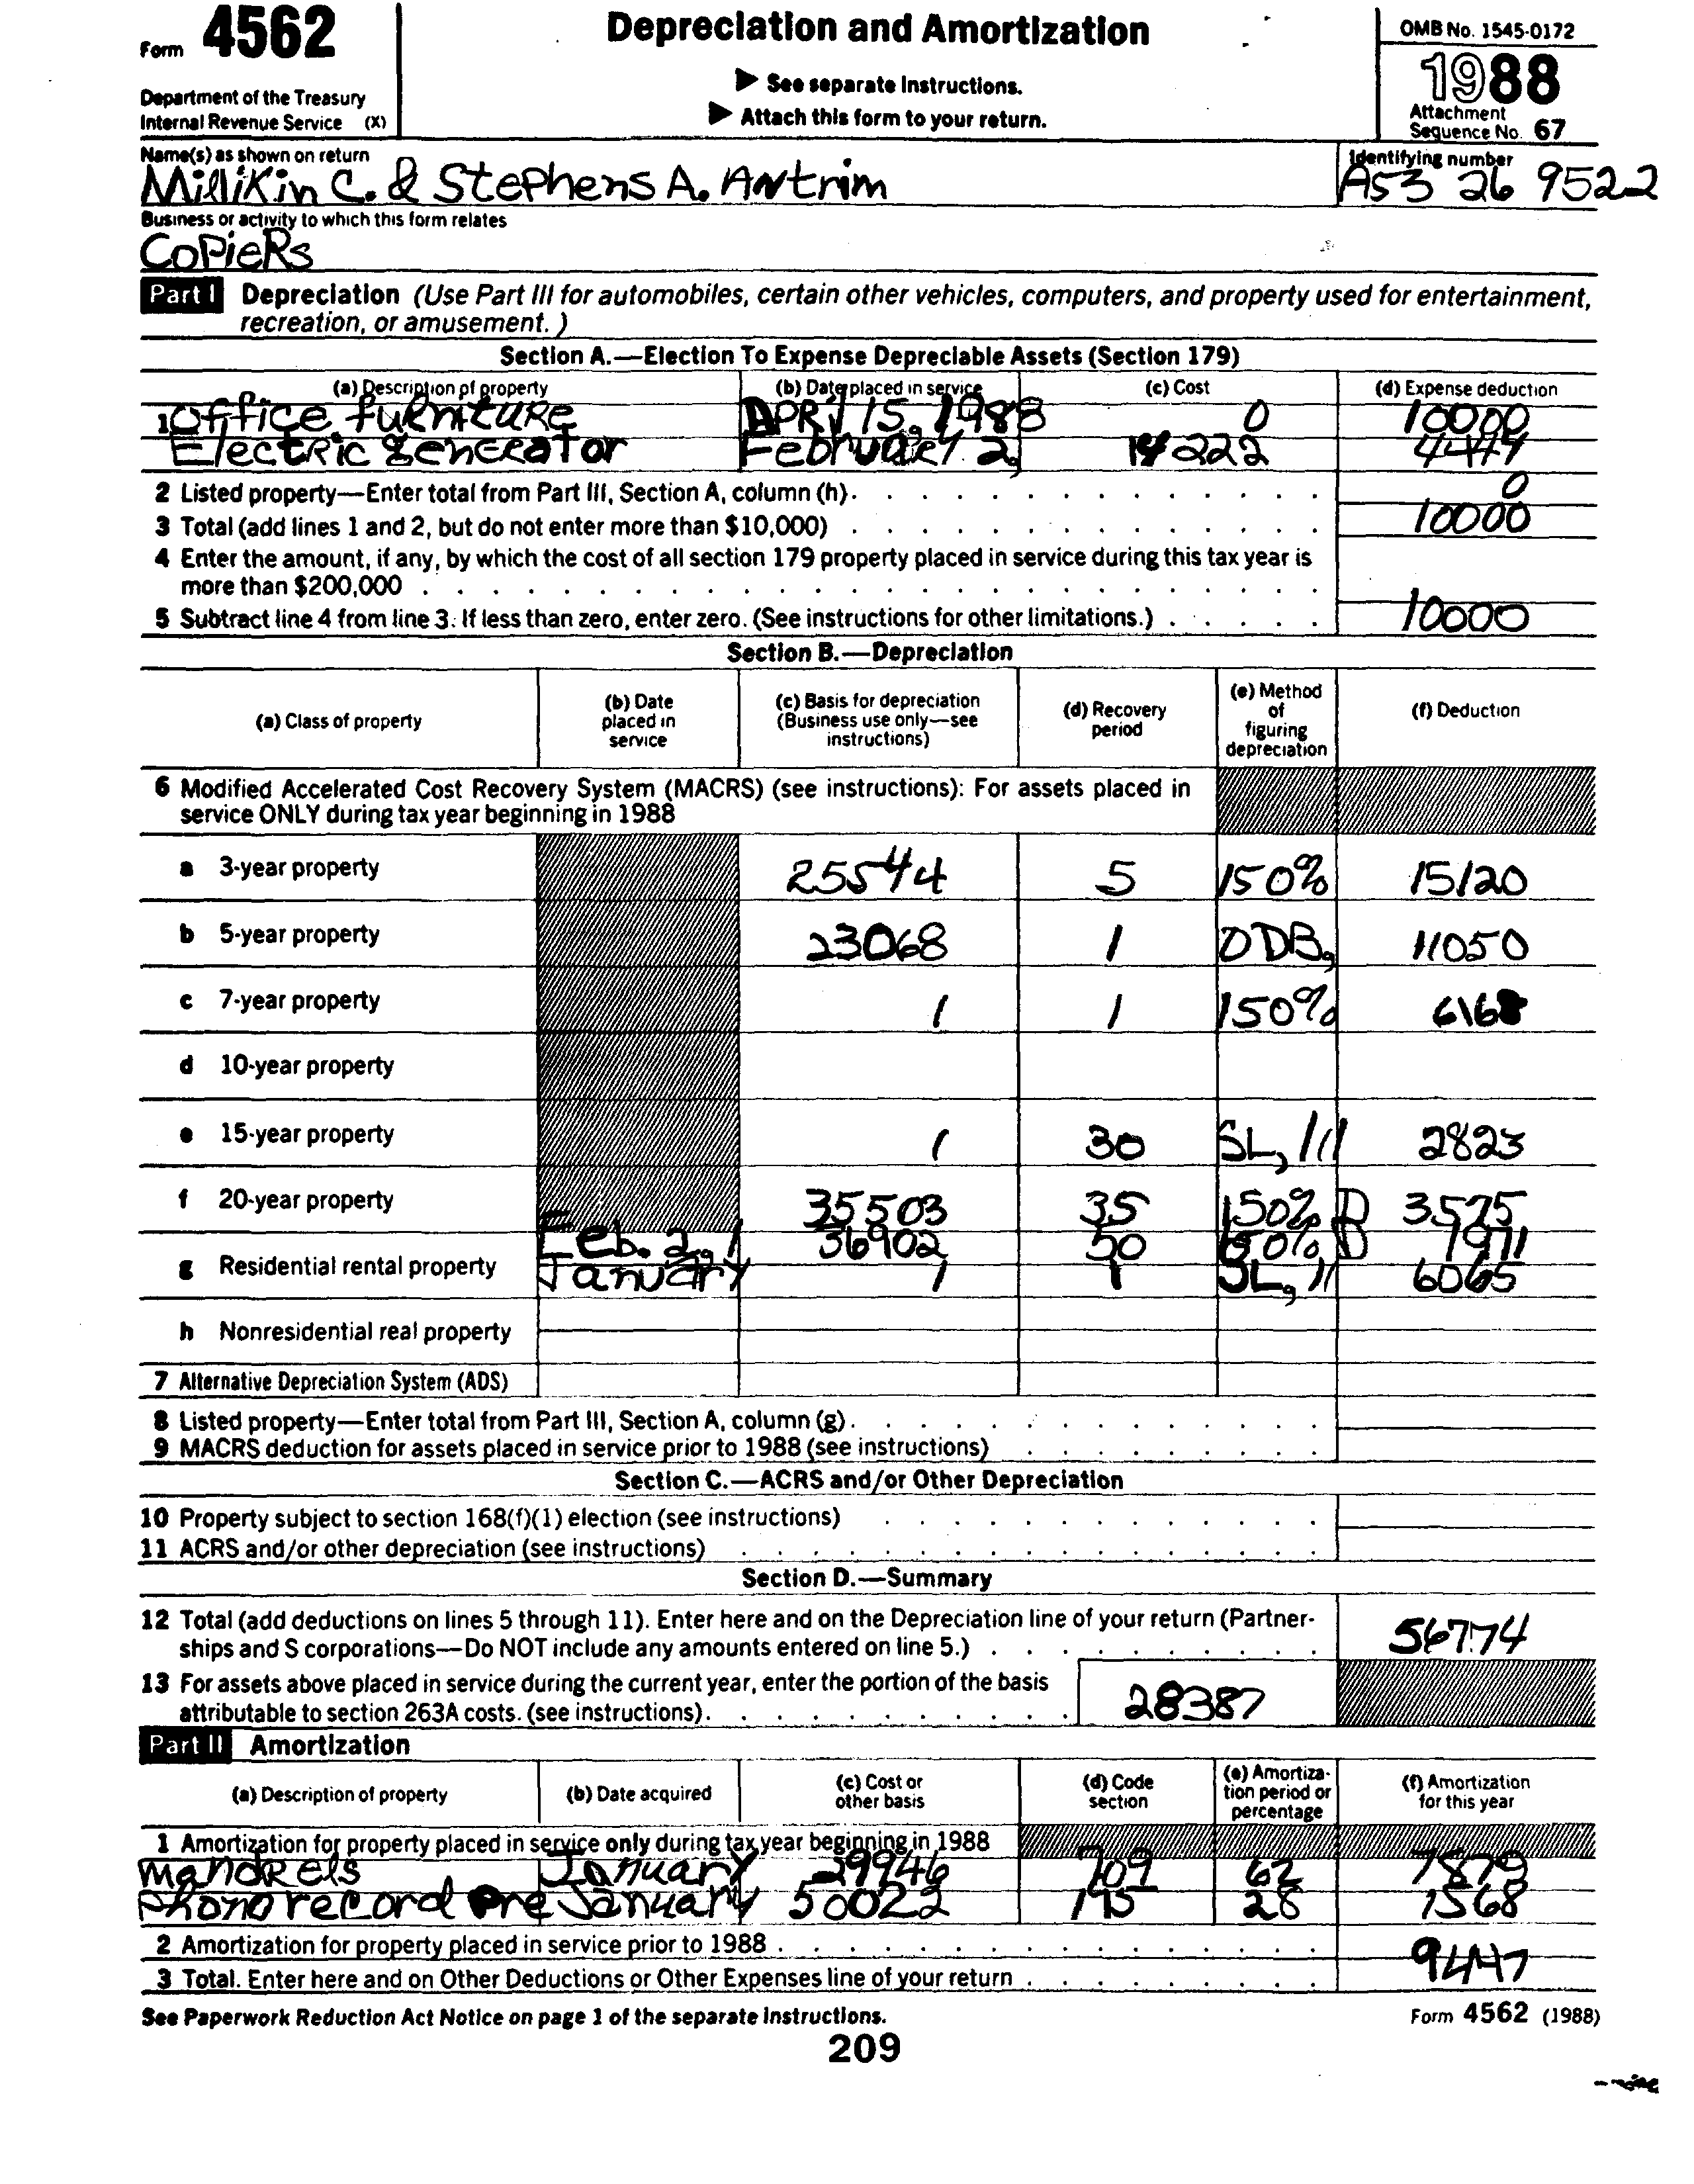 Form 4562
Department of the Treasury
Internal Revenue Service (X)
Depreciation and Amortization
▶ See separate Instructions.
▶ Attach this form to your return.
OMB No. 1545-0172
1988
Attachment
Sequence No. 67
Name(s) as shown on return
Millikin C. & Stephens A. Antrim
Identifying number
A53 26 9522
Business or activity to which this form relates
CoPieRs
Part I Depreciation (Use Part III for automobiles, certain other vehicles, computers, and property used for entertainment,
recreation, or amusement.)
Section A.—Election To Expense Depreciable Assets (Section 179)
(a) Description of property (b) Date placed in service (c) Cost (d) Expense deduction
1 Office furniture April 15, 1988 0 10000
Electric generator February 2, 14222 4449
2 Listed property—Enter total from Part III, Section A, column (h). 0
3 Total (add lines 1 and 2, but do not enter more than $10,000) 10000
4 Enter the amount, if any, by which the cost of all section 179 property placed in service during this tax year is
more than $200,000
5 Subtract line 4 from line 3. If less than zero, enter zero. (See instructions for other limitations.) 10000
Section B.—Depreciation
(a) Class of property (b) Date placed in service (c) Basis for depreciation (Business use only—see instructions) (d) Recovery period (e) Method of figuring depreciation (f) Deduction
6 Modified Accelerated Cost Recovery System (MACRS) (see instructions): For assets placed in
service ONLY during tax year beginning in 1988
a 3-year property 25544 5 150% 15120
b 5-year property 23068 1 DDB, 11050
c 7-year property 1 1 150% 6168
d 10-year property
e 15-year property 1 30 SL, 2823
f 20-year property 35503 35 150% D 3575
Feb. 2, 1 36902 50 150% D 1971
g Residential rental property January 1 1 SL, 6065
h Nonresidential real property
7 Alternative Depreciation System (ADS)
8 Listed property—Enter total from Part III, Section A, column (g).
9 MACRS deduction for assets placed in service prior to 1988 (see instructions)
Section C.—ACRS and/or Other Depreciation
10 Property subject to section 168(f)(1) election (see instructions)
11 ACRS and/or other depreciation (see instructions)
Section D.—Summary
12 Total (add deductions on lines 5 through 11). Enter here and on the Depreciation line of your return (Partner-
ships and S corporations—Do NOT include any amounts entered on line 5.) 56774
13 For assets above placed in service during the current year, enter the portion of the basis
attributable to section 263A costs. (see instructions). 28387
Part II Amortization
(a) Description of property (b) Date acquired (c) Cost or other basis (d) Code section (e) Amortiza-tion period or percentage (f) Amortization for this year
1 Amortization for property placed in service only during tax year beginning in 1988
mandrels January 29946 709 62 7879
Phono record Pre January 50022 195 28 1568
2 Amortization for property placed in service prior to 1988
3 Total. Enter here and on Other Deductions or Other Expenses line of your return 9447
See Paperwork Reduction Act Notice on page 1 of the separate Instructions.
Form 4562 (1988)
209